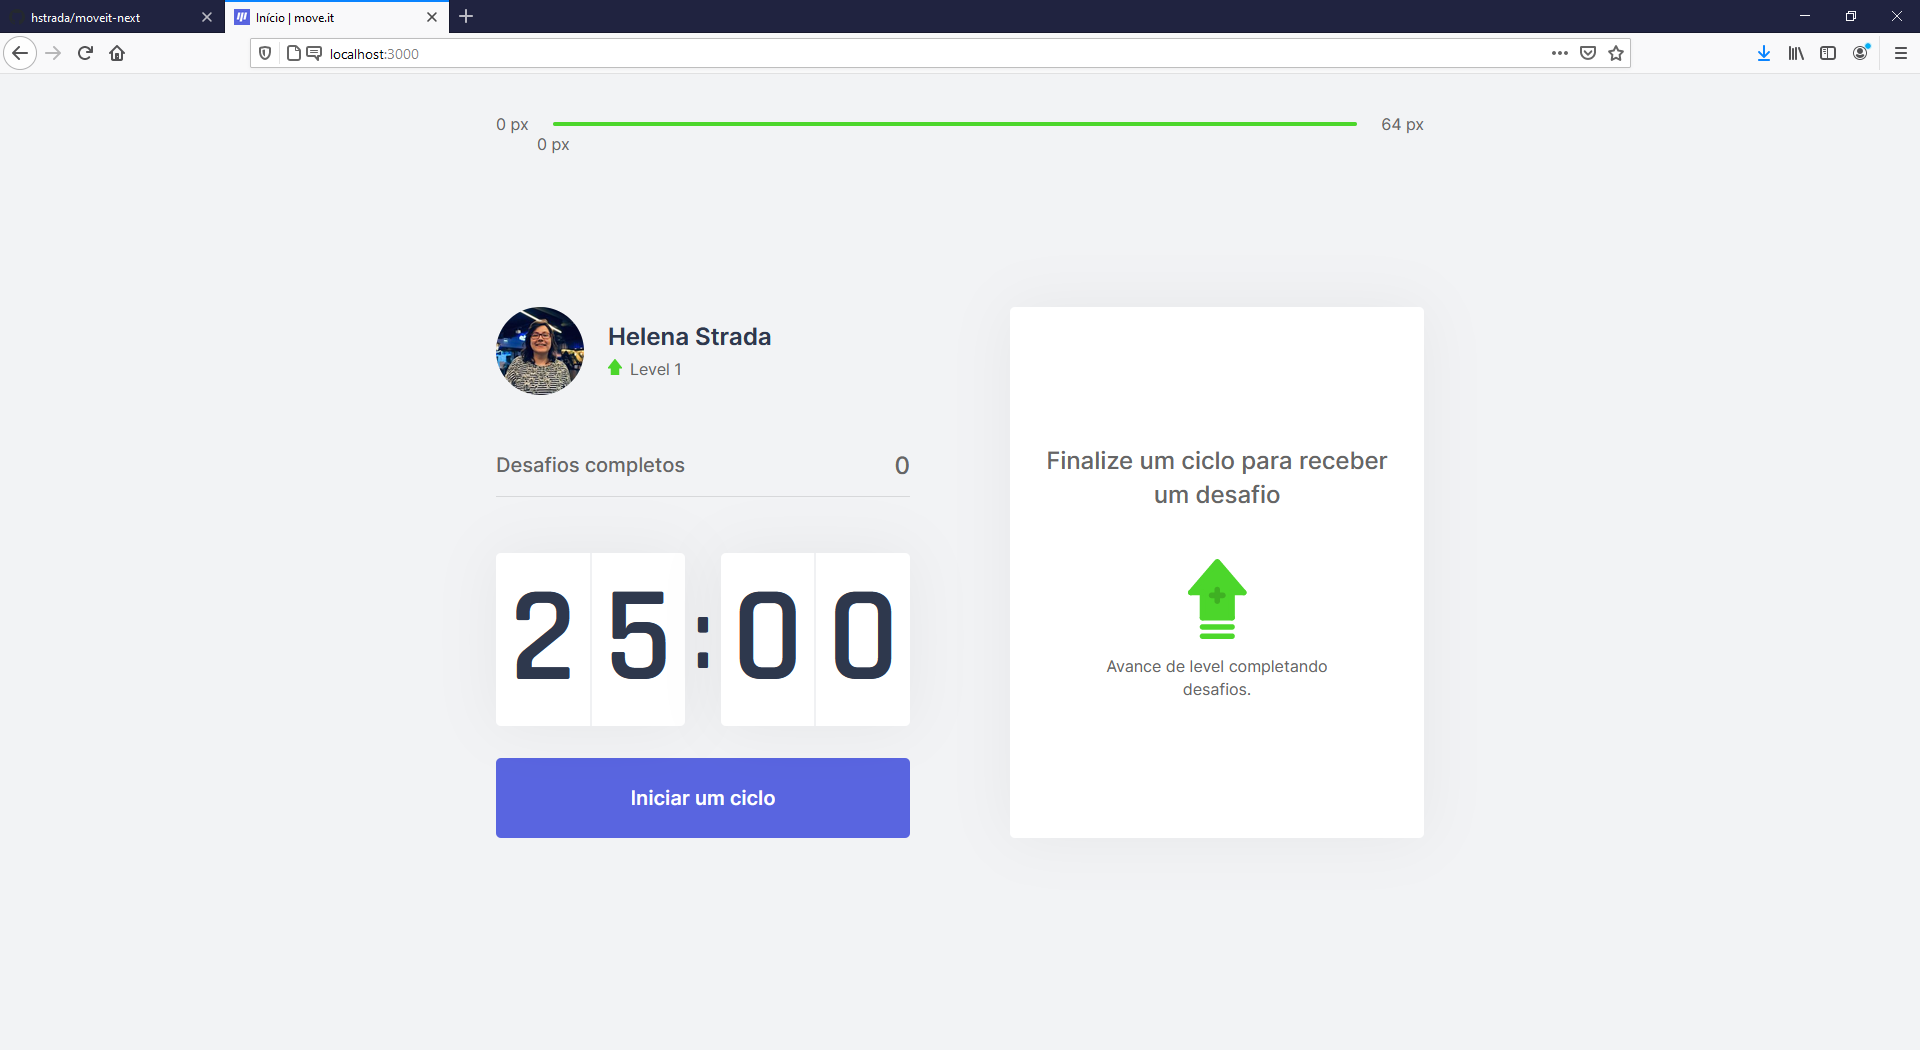 hstrada/moveit-next
Início | move.it
localhost:3000
0 px
64 px
0 px
Helena Strada
Level 1
Desafios completos
0
25:00
Iniciar um ciclo
Finalize um ciclo para receber
um desafio
Avance de level completando
desafios.